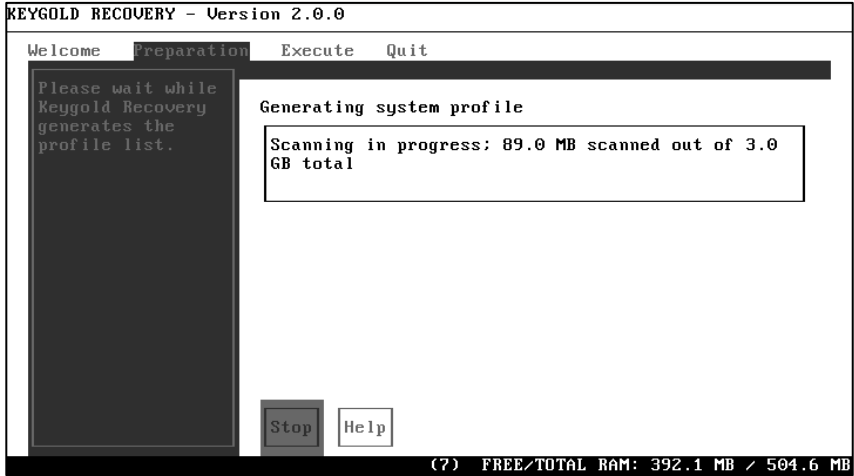 KEYGOLD RECOVERY - Version 2.0.0
Welcome Preparation Execute Quit
Please wait while
Keygold Recovery
generates the
profile list.
Generating system profile
Scanning in progress; 89.0 MB scanned out of 3.0
GB total
Stop Help
(7) FREE/TOTAL RAM: 392.1 MB / 504.6 MB